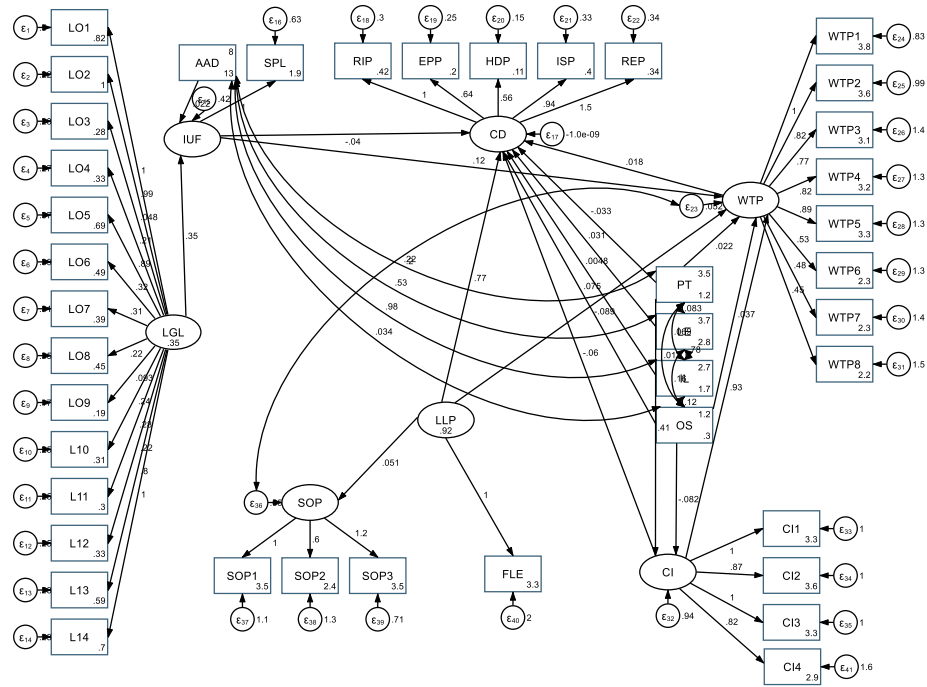 ε1 LO1 .82
ε2 LO2 1
ε3 LO3 .28
ε4 LO4 .33
ε5 LO5 .69
ε6 LO6 .49
ε7 LO7 .39
ε8 LO8 .45
ε9 LO9 .19
ε10 L10 .31
ε11 L11 .3
ε12 L12 .33
ε13 L13 .59
ε14 L14 .7
1
.99
.048
.89
.32
.31
.22
.093
.24
.22
1
LGL
.35
.35
AAD 8
13
ε16 .63
SPL
1.9
.42
IUF
ε18 .3
RIP
.42
ε19 .25
EPP
.2
ε20 .15
HDP
.11
ε21 .33
ISP
.4
ε22 .34
REP
.34
1
.64
.56
.94
1.5
CD
ε17 -1.0e-09
-.04
.12
.018
ε23
WTP
WTP1 3.8 ε24 .83
WTP2 3.6 ε25 .99
WTP3 3.1 ε26 1.4
WTP4 3.2 ε27 1.3
WTP5 3.3 ε28 1.3
WTP6 2.3 ε29 1.3
WTP7 2.3 ε30 1.4
WTP8 2.2 ε31 1.5
1
.82
.77
.82
.89
.53
.48
.45
-.033
.031
.0048
.075
-.089
-.06
.022
.22
.53
.98
.034
.77
PT 3.5
1.2
.083
3.7
2.8
2.7
1.7
.12
OS 1.2
.3
.41
.037
.93
-.082
LLP
.92
.051
1
ε36 SOP
1
.6
1.2
SOP1 3.5
SOP2 2.4
SOP3 3.5
ε37 1.1
ε38 1.3
ε39 .71
FLE 3.3
ε40 2
CI
ε32 .94
1
.87
1
.82
CI1 3.3 ε33 1
CI2 3.6 ε34 1
CI3 3.3 ε35 1
CI4 2.9 ε41 1.6